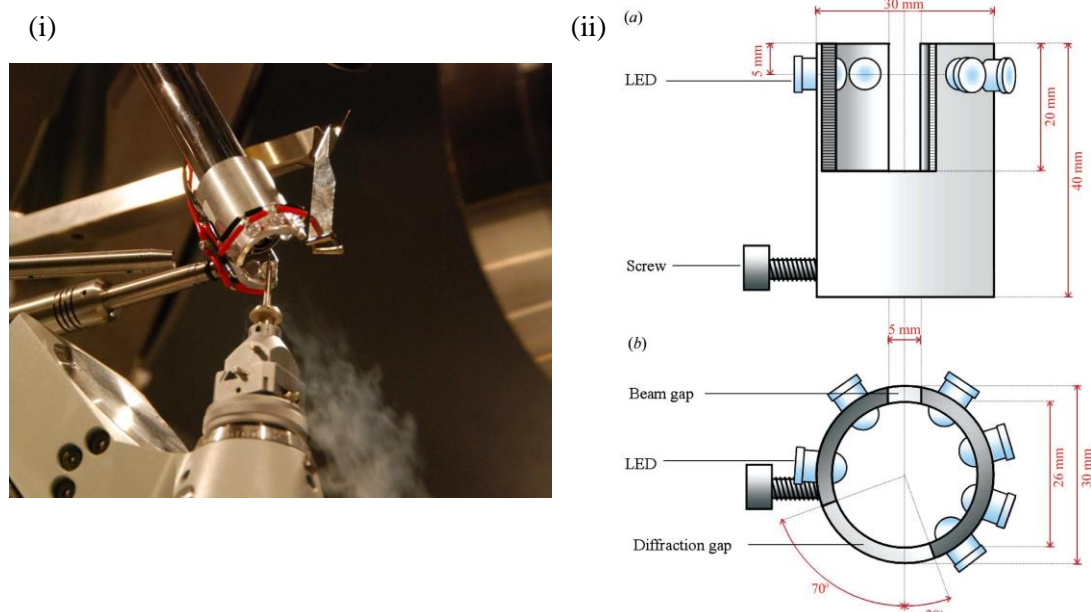 (i)
(ii)
(a)
30 mm
5 mm
LED
20 mm
40 mm
Screw
5 mm
(b)
Beam gap
LED
26 mm
30 mm
Diffraction gap
70°